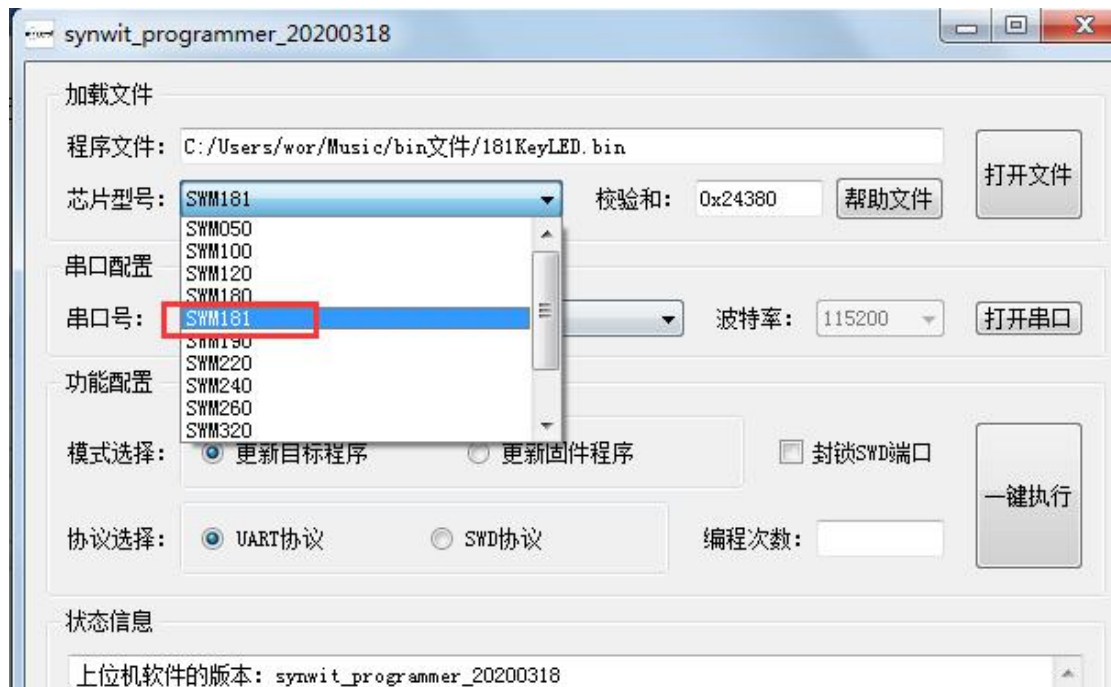 synwit_programmer_20200318
加载文件
程序文件: C:/Users/wor/Music/bin文件/181KeyLED.bin
打开文件
芯片型号: SWM181 校验和: 0x24380 帮助文件
SWM050
SWM100
SWM120
SWM180
SWM181
SWM190
SWM220
SWM240
SWM260
SWM320
串口配置
串口号: 波特率: 115200 打开串口
功能配置
模式选择: 更新目标程序 更新固件程序 封锁SWD端口
一键执行
协议选择: UART协议 SWD协议 编程次数:
状态信息
上位机软件的版本: synwit_programmer_20200318